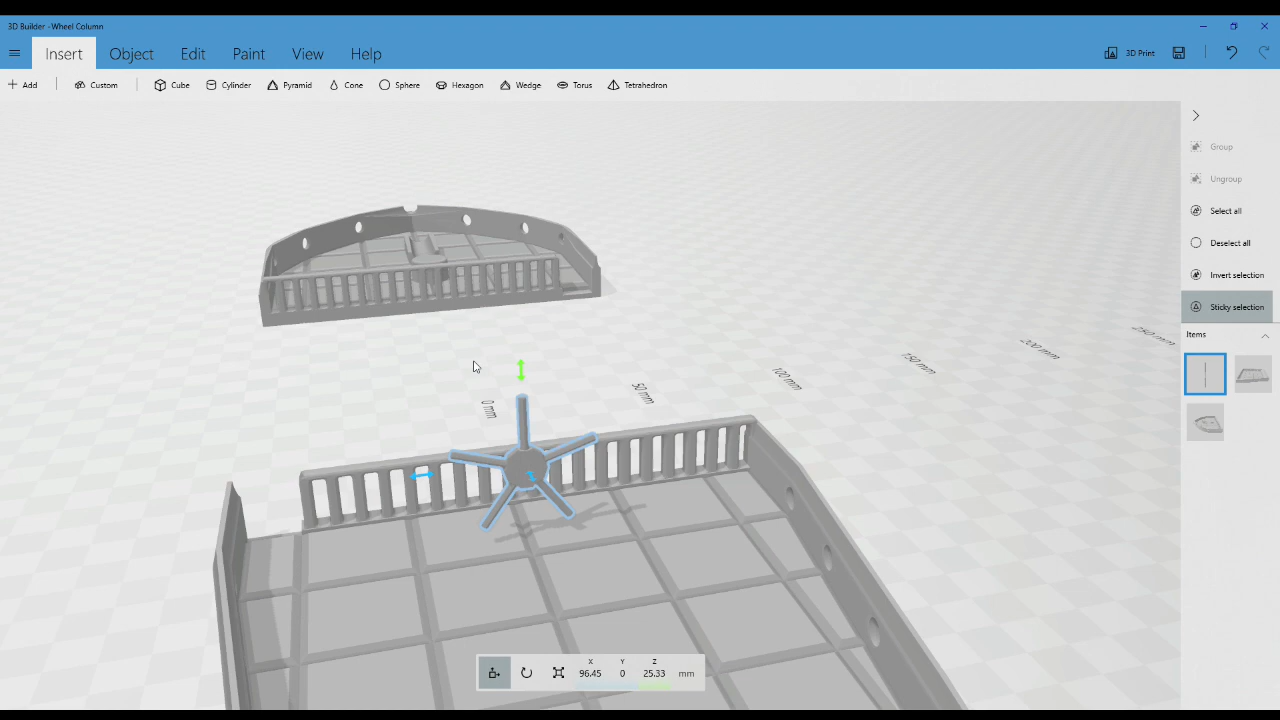 3D Builder - Wheel Column
Insert Object Edit Paint View Help
3D Print
Add Custom Cube Cylinder Pyramid Cone Sphere Hexagon Wedge Torus Tetrahedron
Group
Ungroup
Select all
Deselect all
Invert selection
Sticky selection
Items
0 mm
50 mm
100 mm
150 mm
200 mm
250 mm
X Y Z
96.45 0 25.33 mm